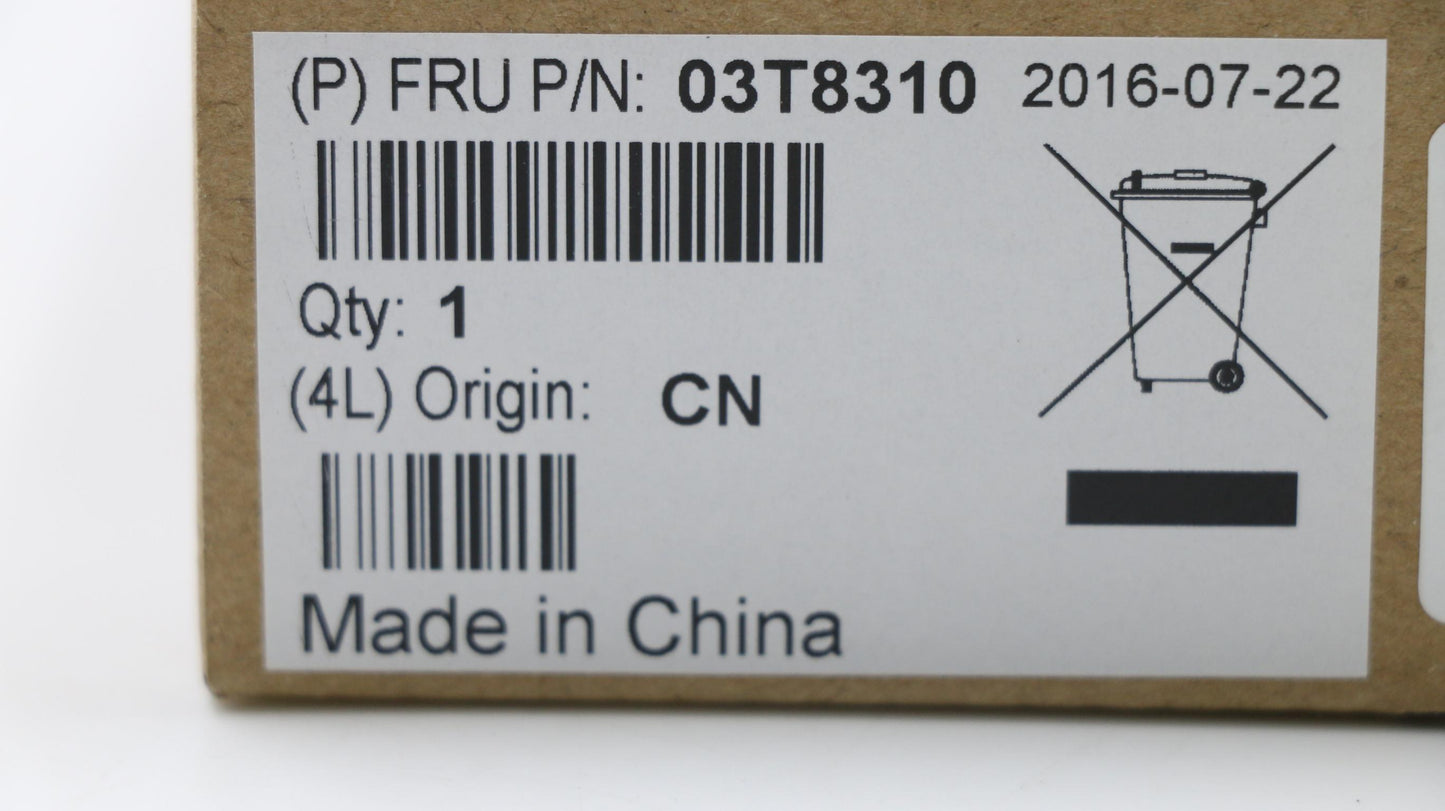 (P) FRU P/N: 03T8310 2016-07-22
Qty: 1
(4L) Origin: CN
Made in China